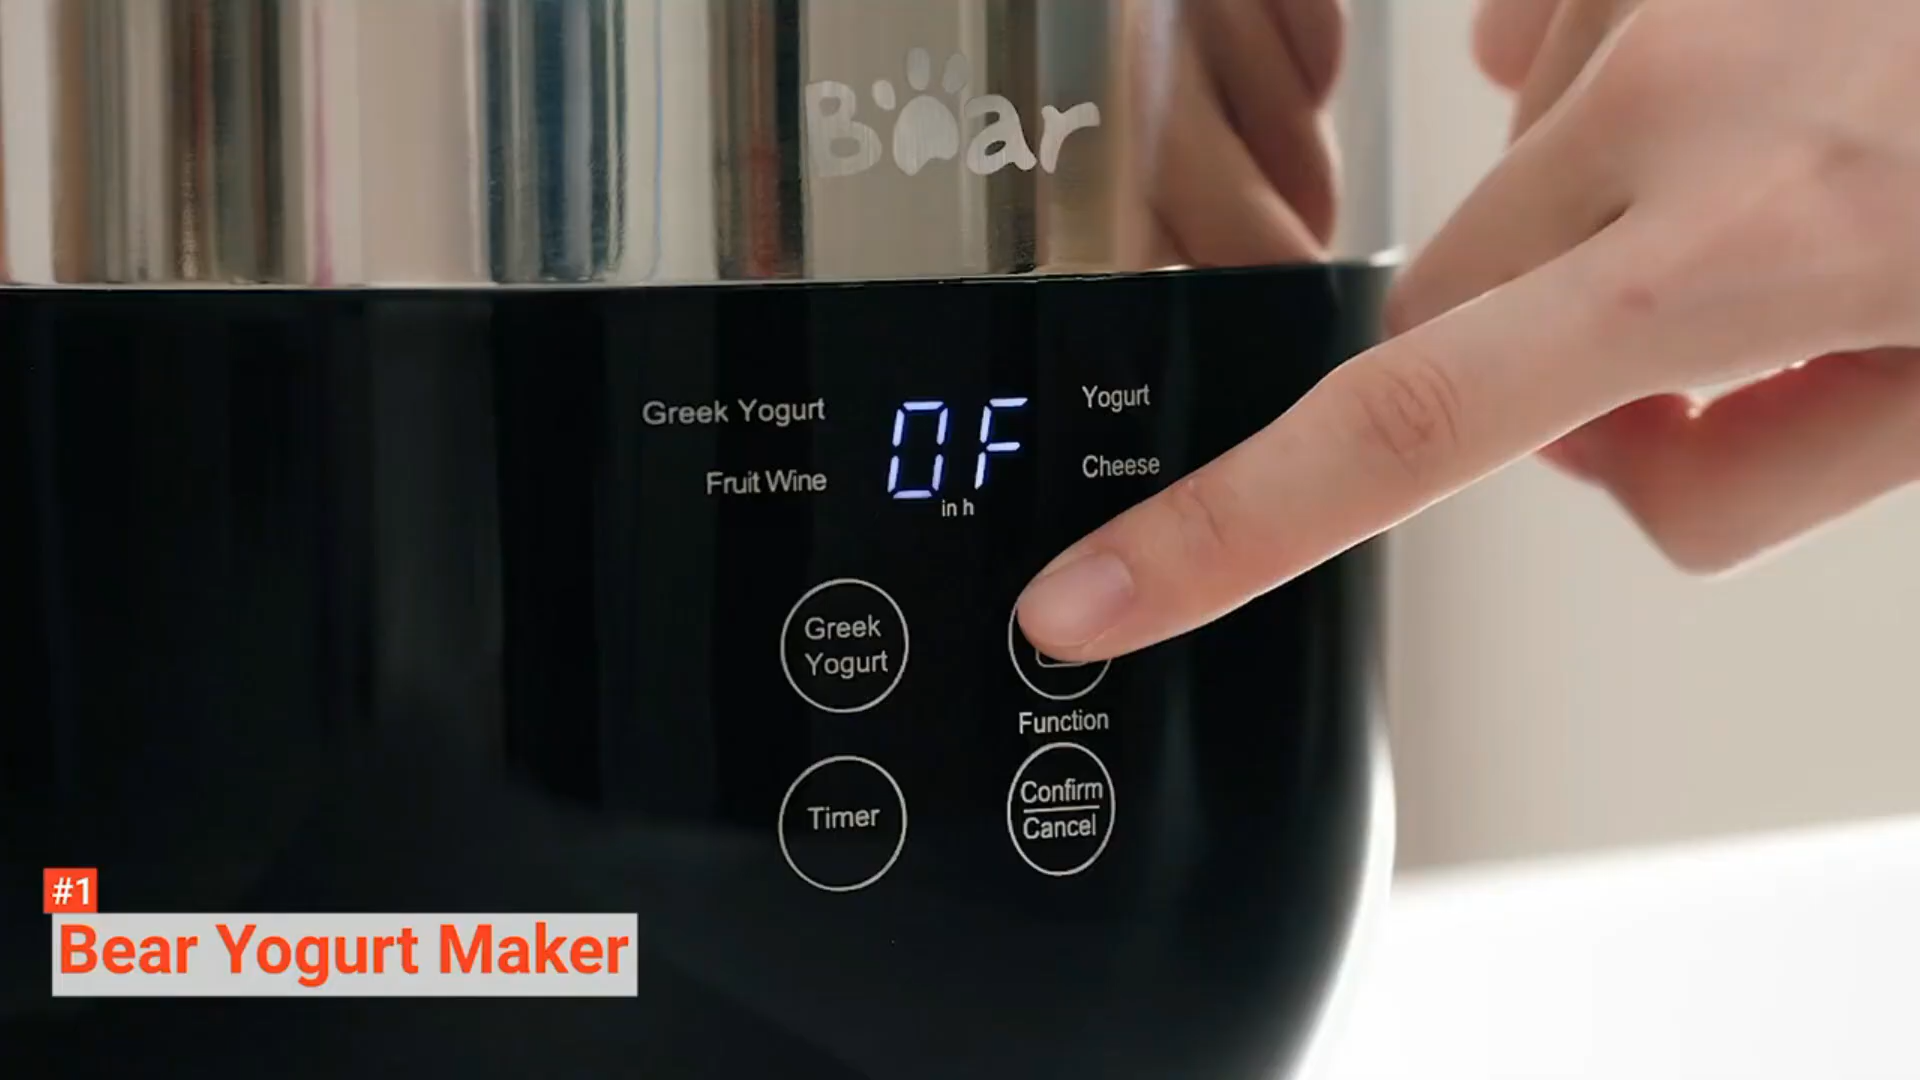 Bear
Greek Yogurt
0F
Yogurt
Fruit Wine
Cheese
in h
Greek
Yogurt
Function
Timer
Confirm
Cancel
#1
Bear Yogurt Maker